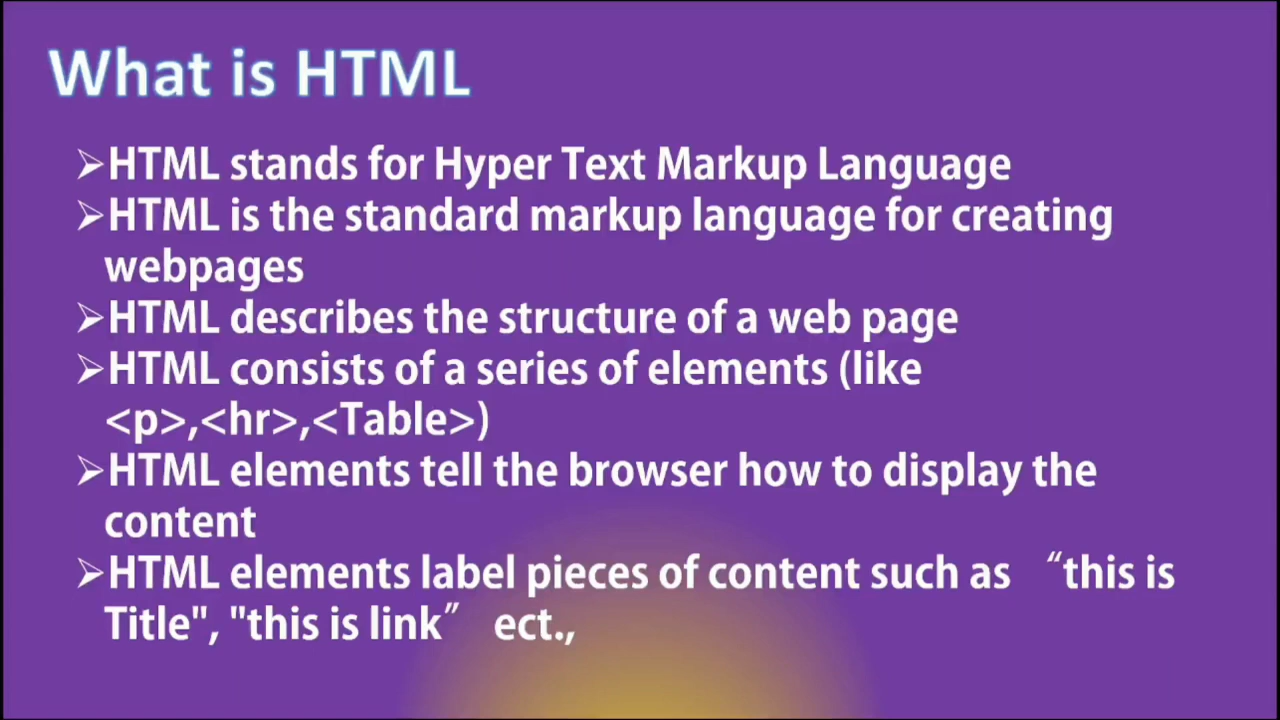 What is HTML
➢HTML stands for Hyper Text Markup Language
➢HTML is the standard markup language for creating
webpages
➢HTML describes the structure of a web page
➢HTML consists of a series of elements (like
<p>,<hr>,<Table>)
➢HTML elements tell the browser how to display the
content
➢HTML elements label pieces of content such as “this is
Title", "this is link” ect.,